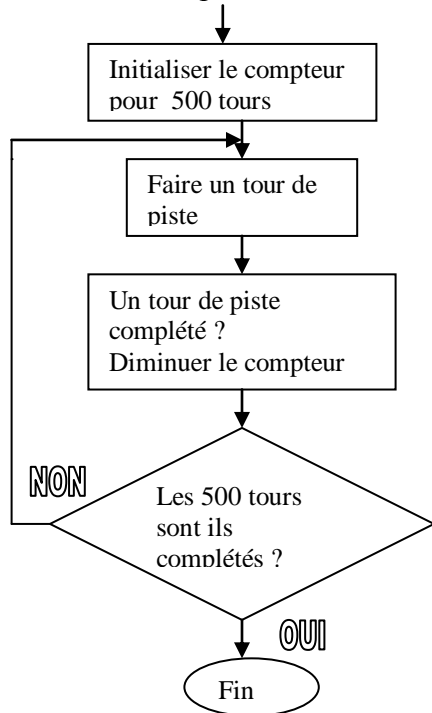 Initialiser le compteur
pour 500 tours
Faire un tour de
piste
Un tour de piste
complété ?
Diminuer le compteur
NON
Les 500 tours
sont ils
complétés ?
OUI
Fin